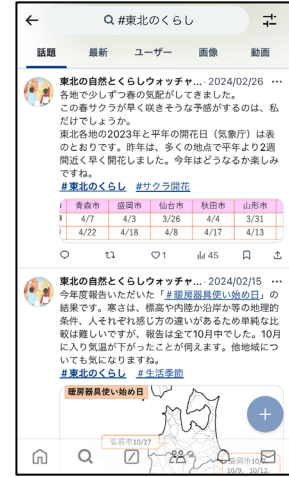 #東北のくらし
話題 最新 ユーザー 画像 動画
東北の自然とくらしウォッチャ… · 2024/02/26 …
各地で少しずつ春の気配がしてきました。
この春サクラが早く咲きそうな予感がするのは、私
だけでしょうか。
東北各地の2023年と平年の開花日（気象庁）は表
のとおりです。昨年は、多くの地点で平年より2週
間近く早く開花しました。今年はどうなるか楽しみ
ですね。
#東北のくらし #サクラ開花
青森市 盛岡市 仙台市 秋田市 山形市
4/7 4/3 3/26 4/4 3/31
4/22 4/18 4/8 4/17 4/13
1 45
東北の自然とくらしウォッチャ… · 2024/02/15 …
今年度報告いただいた「#暖房器具使い始め日」の
結果です。寒さは、標高や内陸か沿岸か等の地理的
条件、人それぞれ感じ方の違いがあるため単純な比
較は難しいですが、報告は全て10月中でした。10月
に入り気温が下がったことが伺えます。他地域につ
いても気になりますね。
#東北のくらし #生活季節
暖房器具使い始め日
弘前市10/27
盛岡市10/
10/9、10/12、